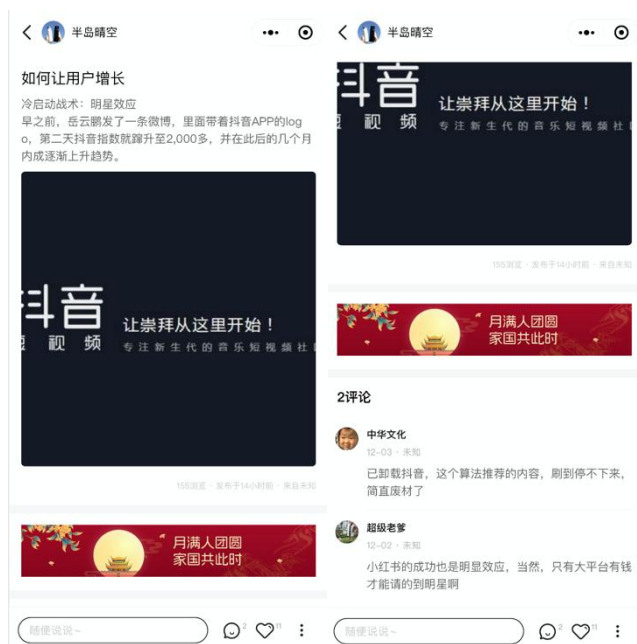 半岛晴空
如何让用户增长
冷启动战术：明星效应
早之前，岳云鹏发了一条微博，里面带着抖音APP的log
o，第二天抖音指数就蹿升至2,000多，并在此后的几个月
内成逐渐上升趋势。
抖音
让崇拜从这里开始！
短视频
专注新生代的音乐短视频社区
155浏览 · 发布于14小时前 · 来自未知
月满人团圆
家国共此时
随便说说~
2
11
半岛晴空
抖音
让崇拜从这里开始！
短视频
专注新生代的音乐短视频社区
155浏览 · 发布于14小时前 · 来自未知
月满人团圆
家国共此时
2评论
中华文化
12-03 · 未知
已卸载抖音，这个算法推荐的内容，刷到停不下来，
简直废材了
超级老爹
12-02 · 未知
小红书的成功也是明显效应，当然，只有大平台有钱
才能请的到明星啊
随便说说~
2
11